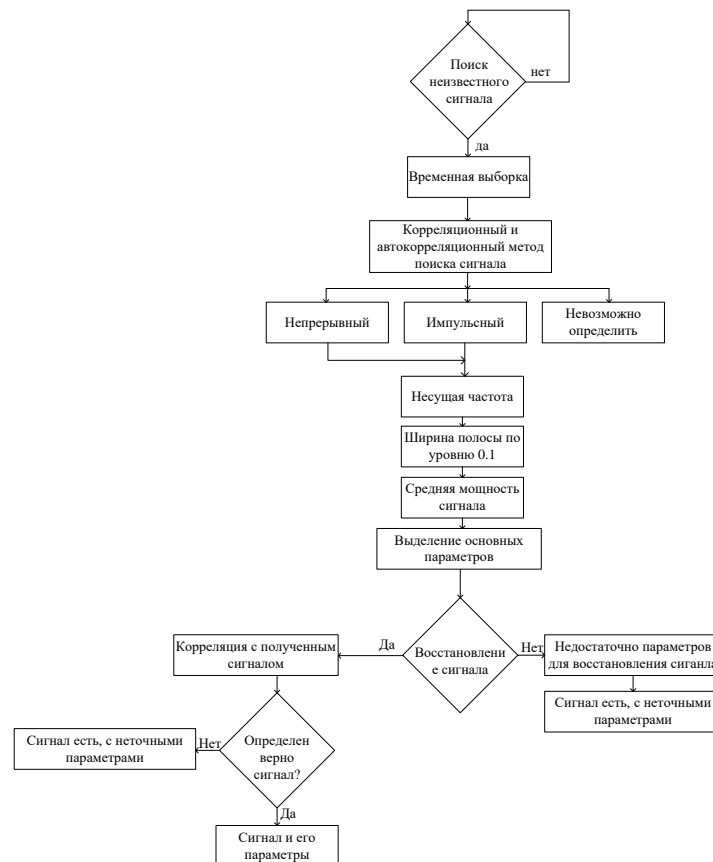 Поиск
неизвестного
сигнала
нет
да
Временная выборка
Корреляционный и
автокорреляционный метод
поиска сигнала
Непрерывный
Импульсный
Невозможно
определить
Несущая частота
Ширина полосы по
уровню 0.1
Средняя мощность
сигнала
Выделение основных
параметров
Восстановлени
е сигнала
Да
Нет
Корреляция с полученным
сигналом
Недостаточно параметров
для восстановления сиганла
Сигнал есть, с неточными
параметрами
Определен
верно
сигнал?
Нет
Сигнал есть, с неточными
параметрами
Да
Сигнал и его
параметры